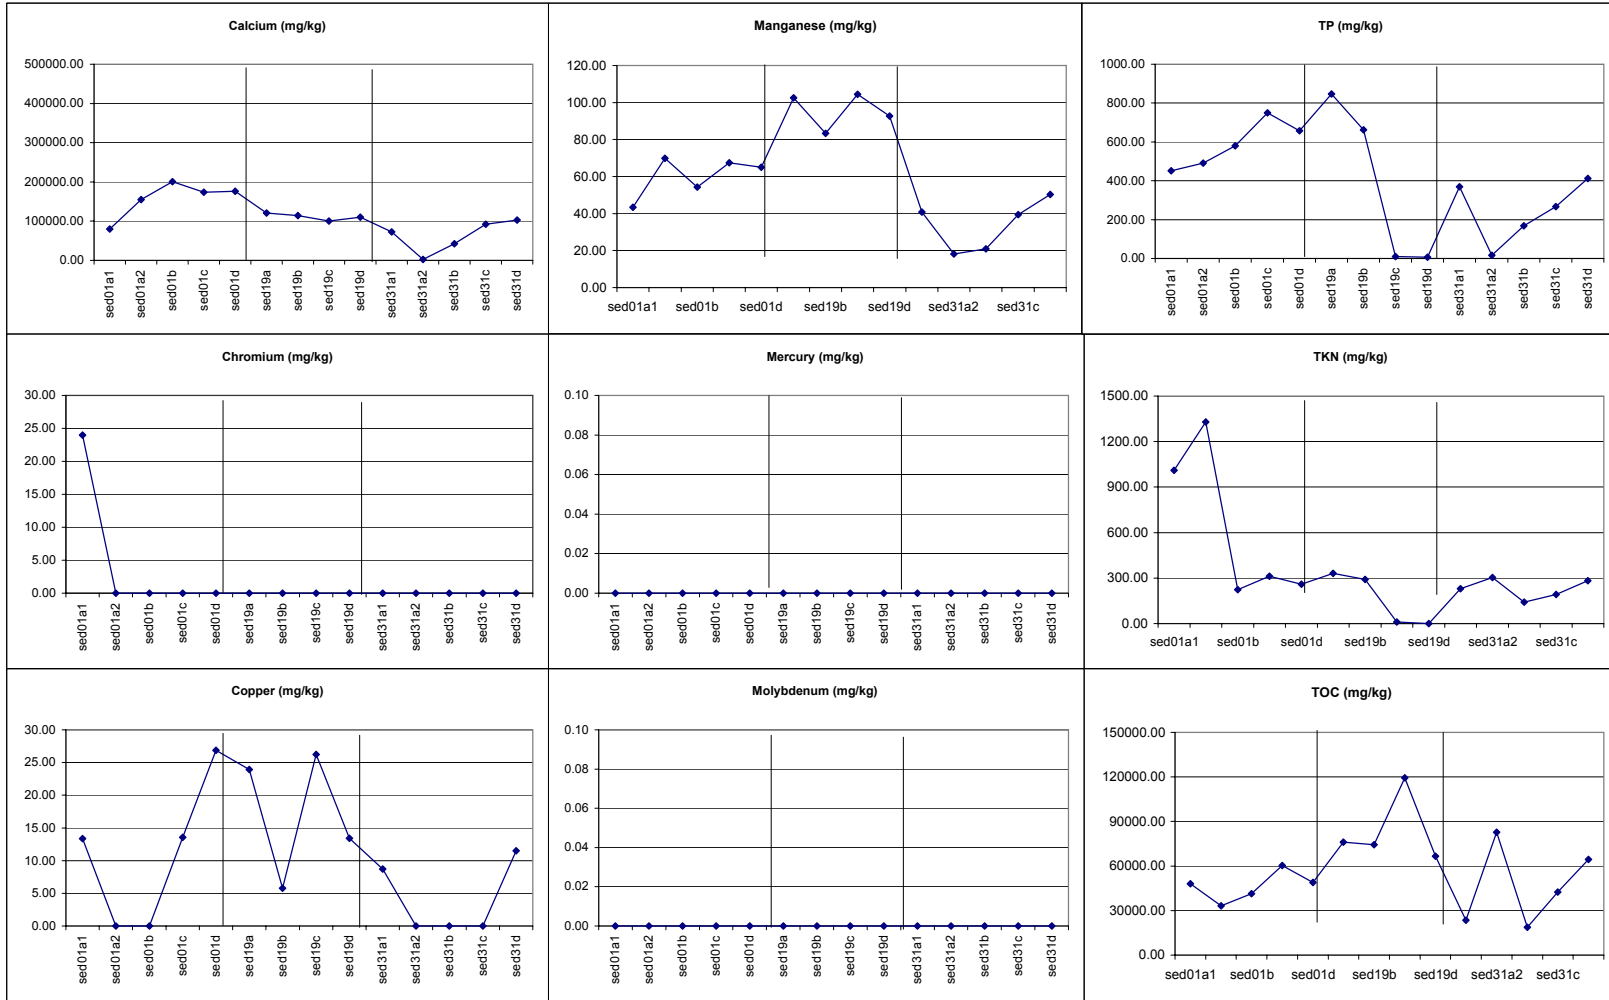 Calcium (mg/kg)
500000.00
400000.00
300000.00
200000.00
100000.00
0.00
sed01a1
sed01a2
sed01b
sed01c
sed01d
sed19a
sed19b
sed19c
sed19d
sed31a1
sed31a2
sed31b
sed31c
sed31d
Manganese (mg/kg)
120.00
100.00
80.00
60.00
40.00
20.00
0.00
sed01a1 sed01b sed01d sed19b sed19d sed31a2 sed31c
TP (mg/kg)
1000.00
800.00
600.00
400.00
200.00
0.00
sed01a1
sed01a2
sed01b
sed01c
sed01d
sed19a
sed19b
sed19c
sed19d
sed31a1
sed31a2
sed31b
sed31c
sed31d
Chromium (mg/kg)
30.00
25.00
20.00
15.00
10.00
5.00
0.00
sed01a1
sed01a2
sed01b
sed01c
sed01d
sed19a
sed19b
sed19c
sed19d
sed31a1
sed31a2
sed31b
sed31c
sed31d
Mercury (mg/kg)
0.10
0.08
0.06
0.04
0.02
0.00
sed01a1
sed01a2
sed01b
sed01c
sed01d
sed19a
sed19b
sed19c
sed19d
sed31a1
sed31a2
sed31b
sed31c
sed31d
TKN (mg/kg)
1500.00
1200.00
900.00
600.00
300.00
0.00
sed01a1 sed01b sed01d sed19b sed19d sed31a2 sed31c
Copper (mg/kg)
30.00
25.00
20.00
15.00
10.00
5.00
0.00
sed01a1
sed01a2
sed01b
sed01c
sed01d
sed19a
sed19b
sed19c
sed19d
sed31a1
sed31a2
sed31b
sed31c
sed31d
Molybdenum (mg/kg)
0.10
0.08
0.06
0.04
0.02
0.00
sed01a1
sed01a2
sed01b
sed01c
sed01d
sed19a
sed19b
sed19c
sed19d
sed31a1
sed31a2
sed31b
sed31c
sed31d
TOC (mg/kg)
150000.00
120000.00
90000.00
60000.00
30000.00
0.00
sed01a1 sed01b sed01d sed19b sed19d sed31a2 sed31c